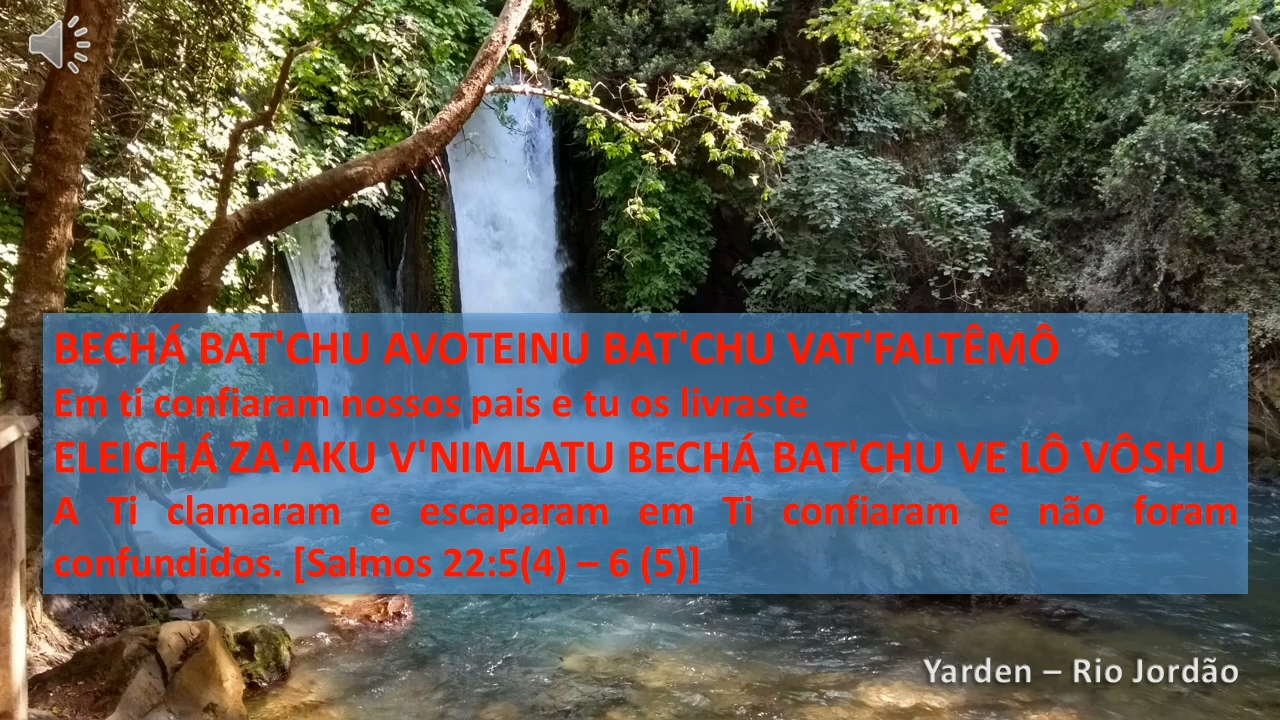 BECHÁ BAT'CHU AVOTEINU BAT'CHU VAT'FALTÊMÔ
Em ti confiaram nossos pais e tu os livraste
ELEICHÁ ZA'AKU V'NIMLATU BECHÁ BAT'CHU VE LÔ VÔSHU
A Ti clamaram e escaparam em Ti confiaram e não foram
confundidos. [Salmos 22:5(4) – 6 (5)]
Yarden – Rio Jordão